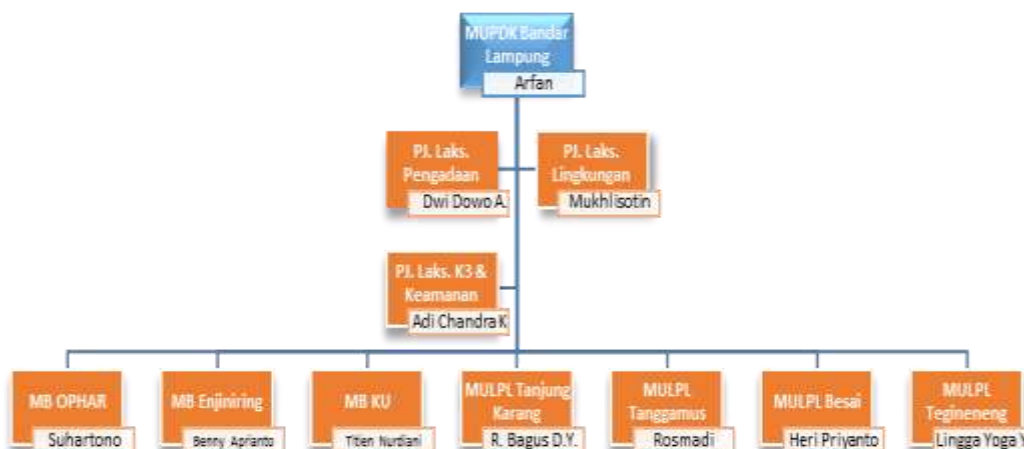 MUPDK Bandar
Lampung
Arfan
PJ. Laks.
Pengadaan
Dwi Dowo A.
PJ. Laks.
Lingkungan
Mukhlisotin
PJ. Laks. K3 &
Keamanan
Adi Chandra K
MB OPHAR
Suhartono
MB Enjiniring
Benny Aprianto
MB KU
Titen Nurdiani
MULPL Tanjung
Karang
R. Bagus D.Y.
MULPL
Tanggamus
Rosmadi
MULPL Besai
Heri Priyanto
MULPL
Tegineneng
Lingga Yoga Y